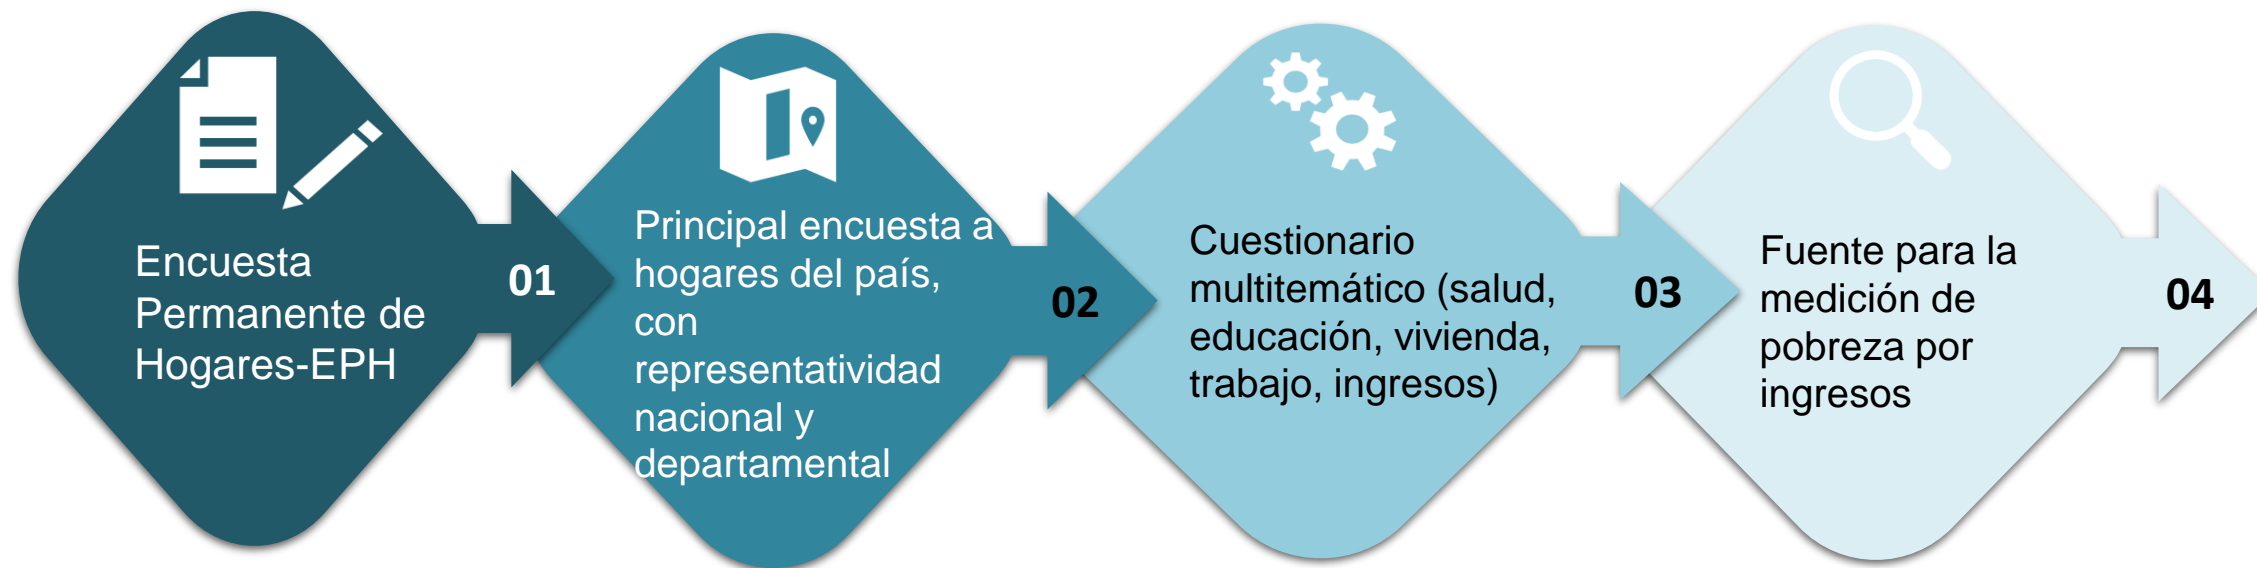 Encuesta
Permanente de
Hogares-EPH
01
Principal encuesta a
hogares del país,
con
representatividad
nacional y
departamental
02
Cuestionario
multitemático (salud,
educación, vivienda,
trabajo, ingresos)
03
Fuente para la
medición de
pobreza por
ingresos
04